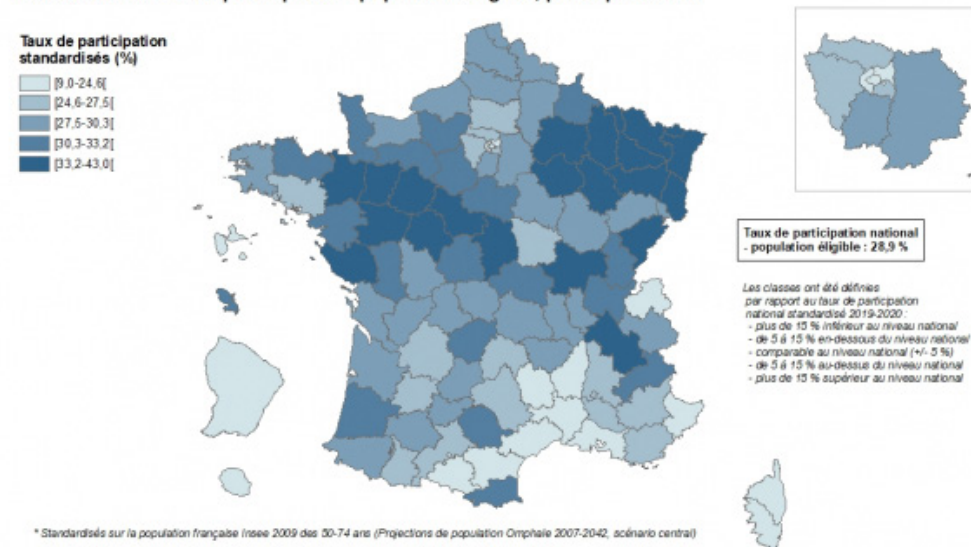 Taux de participation
standardisés (%)
[9,0-24,6[
[24,6-27,5[
[27,5-30,3[
[30,3-33,2[
[33,2-43,0[
Taux de participation national
- population éligible : 28,9 %
Les classes ont été définies
par rapport au taux de participation
national standardisé 2019-2020 :
- plus de 15 % inférieur au niveau national
- de 5 à 15 % en-dessous du niveau national
- comparable au niveau national (+/- 5 %)
- de 5 à 15 % au-dessus du niveau national
- plus de 15 % supérieur au niveau national
* Standardisés sur la population française Insee 2009 des 50-74 ans (Projections de population Omphale 2007-2042, scénario central)